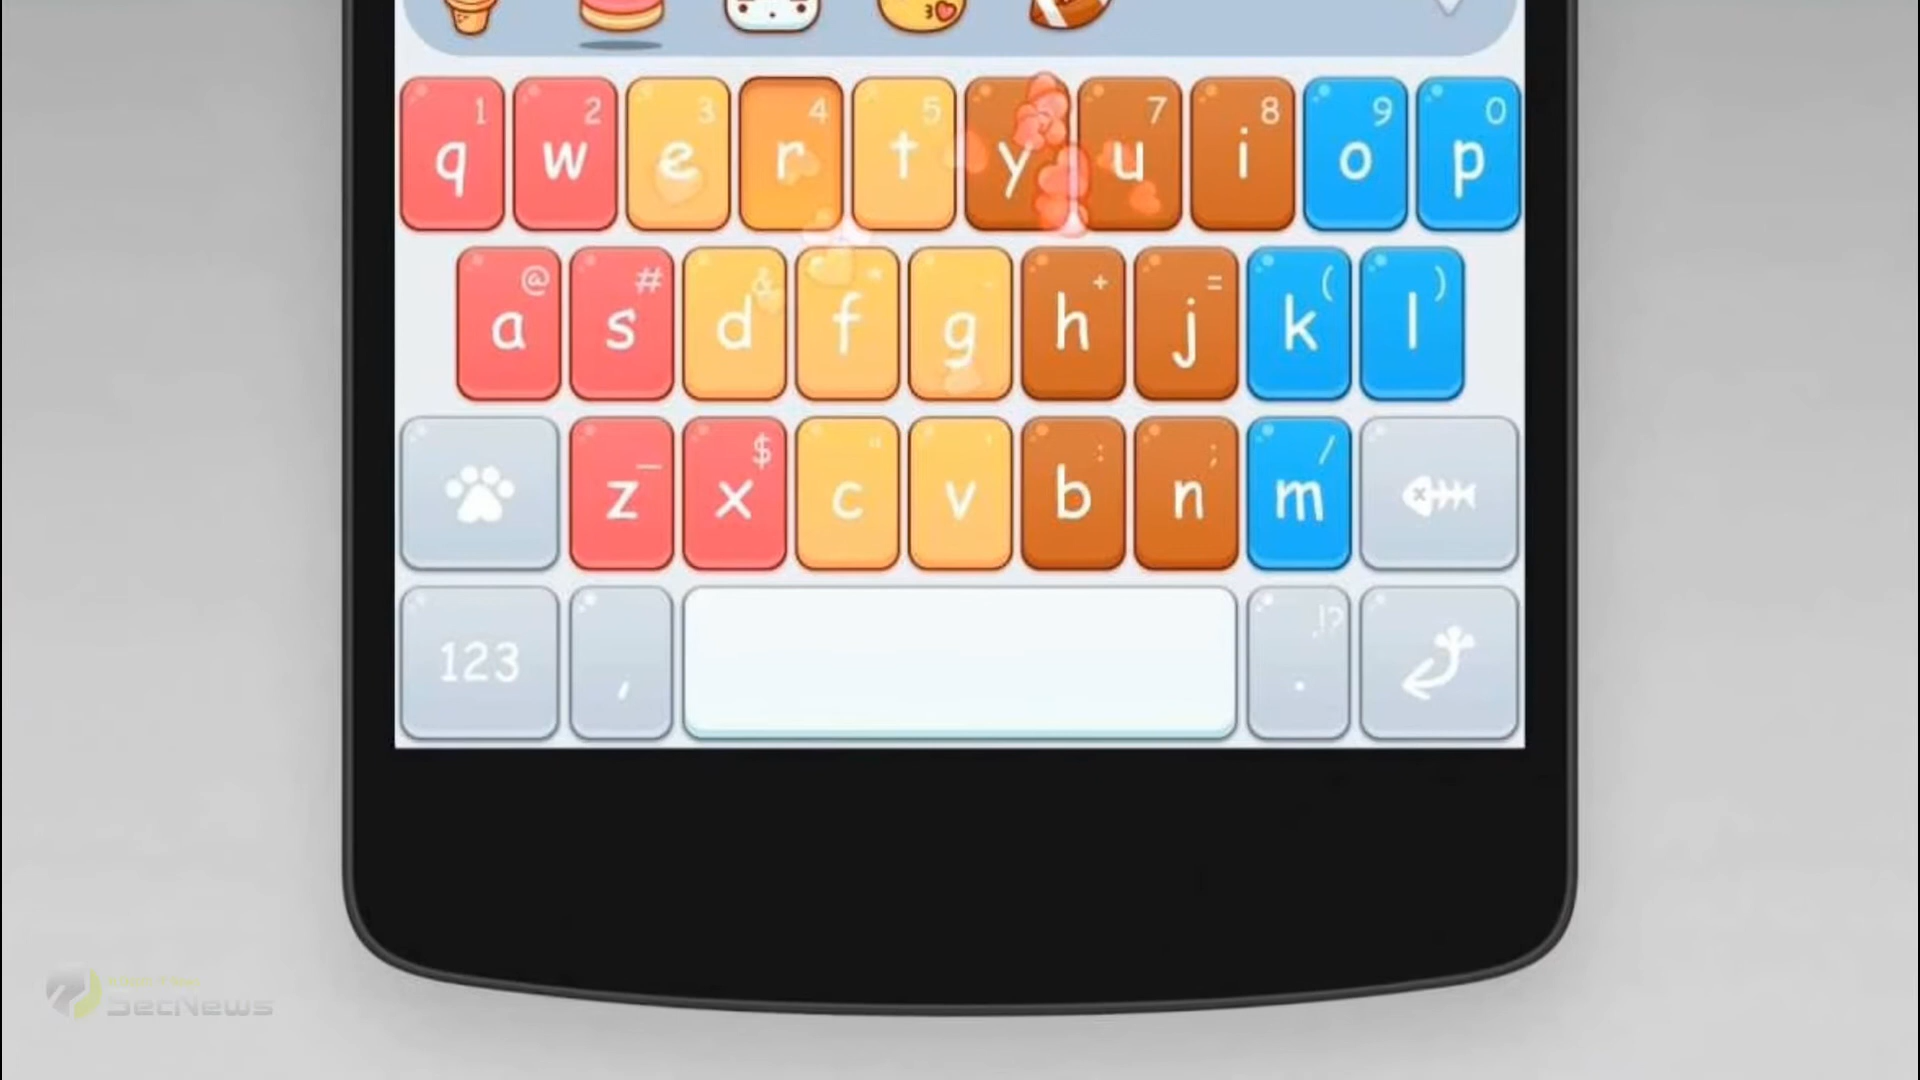 1 2 3 4 5 7 8 9 0
q w e r t y u i o p
@ # & * - + = ( )
a s d f g h j k l
_ $ " ' : ; /
z x c v b n m
,!?
123 , .
SecNews